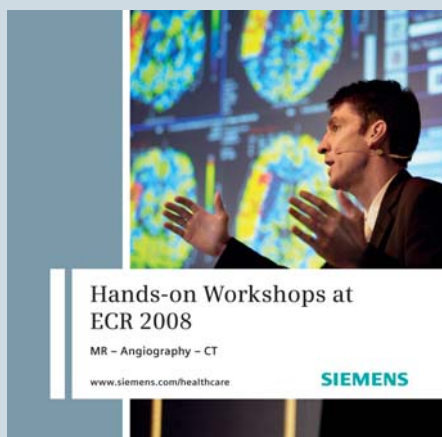 Hands-on Workshops at
ECR 2008
MR – Angiography – CT
www.siemens.com/healthcare
SIEMENS